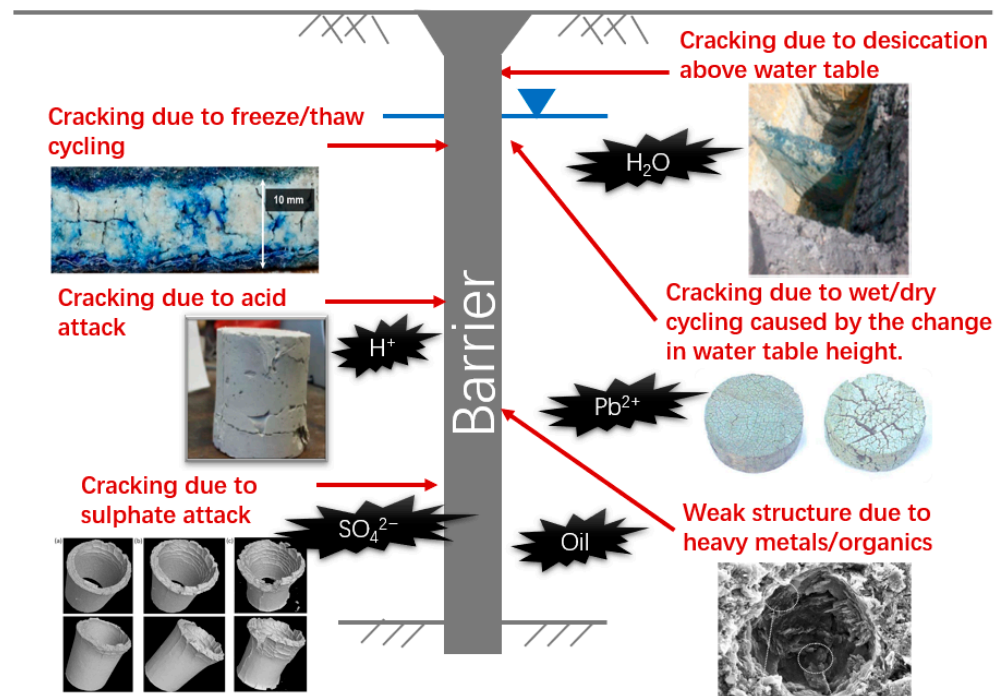 Cracking due to desiccation
above water table
Cracking due to freeze/thaw
cycling
10 mm
H₂O
Cracking due to acid
attack
H⁺
Barrier
Cracking due to wet/dry
cycling caused by the change
in water table height.
Pb²⁺
Cracking due to
sulphate attack
SO₄²⁻
Oil
Weak structure due to
heavy metals/organics
(a)
(b)
(c)